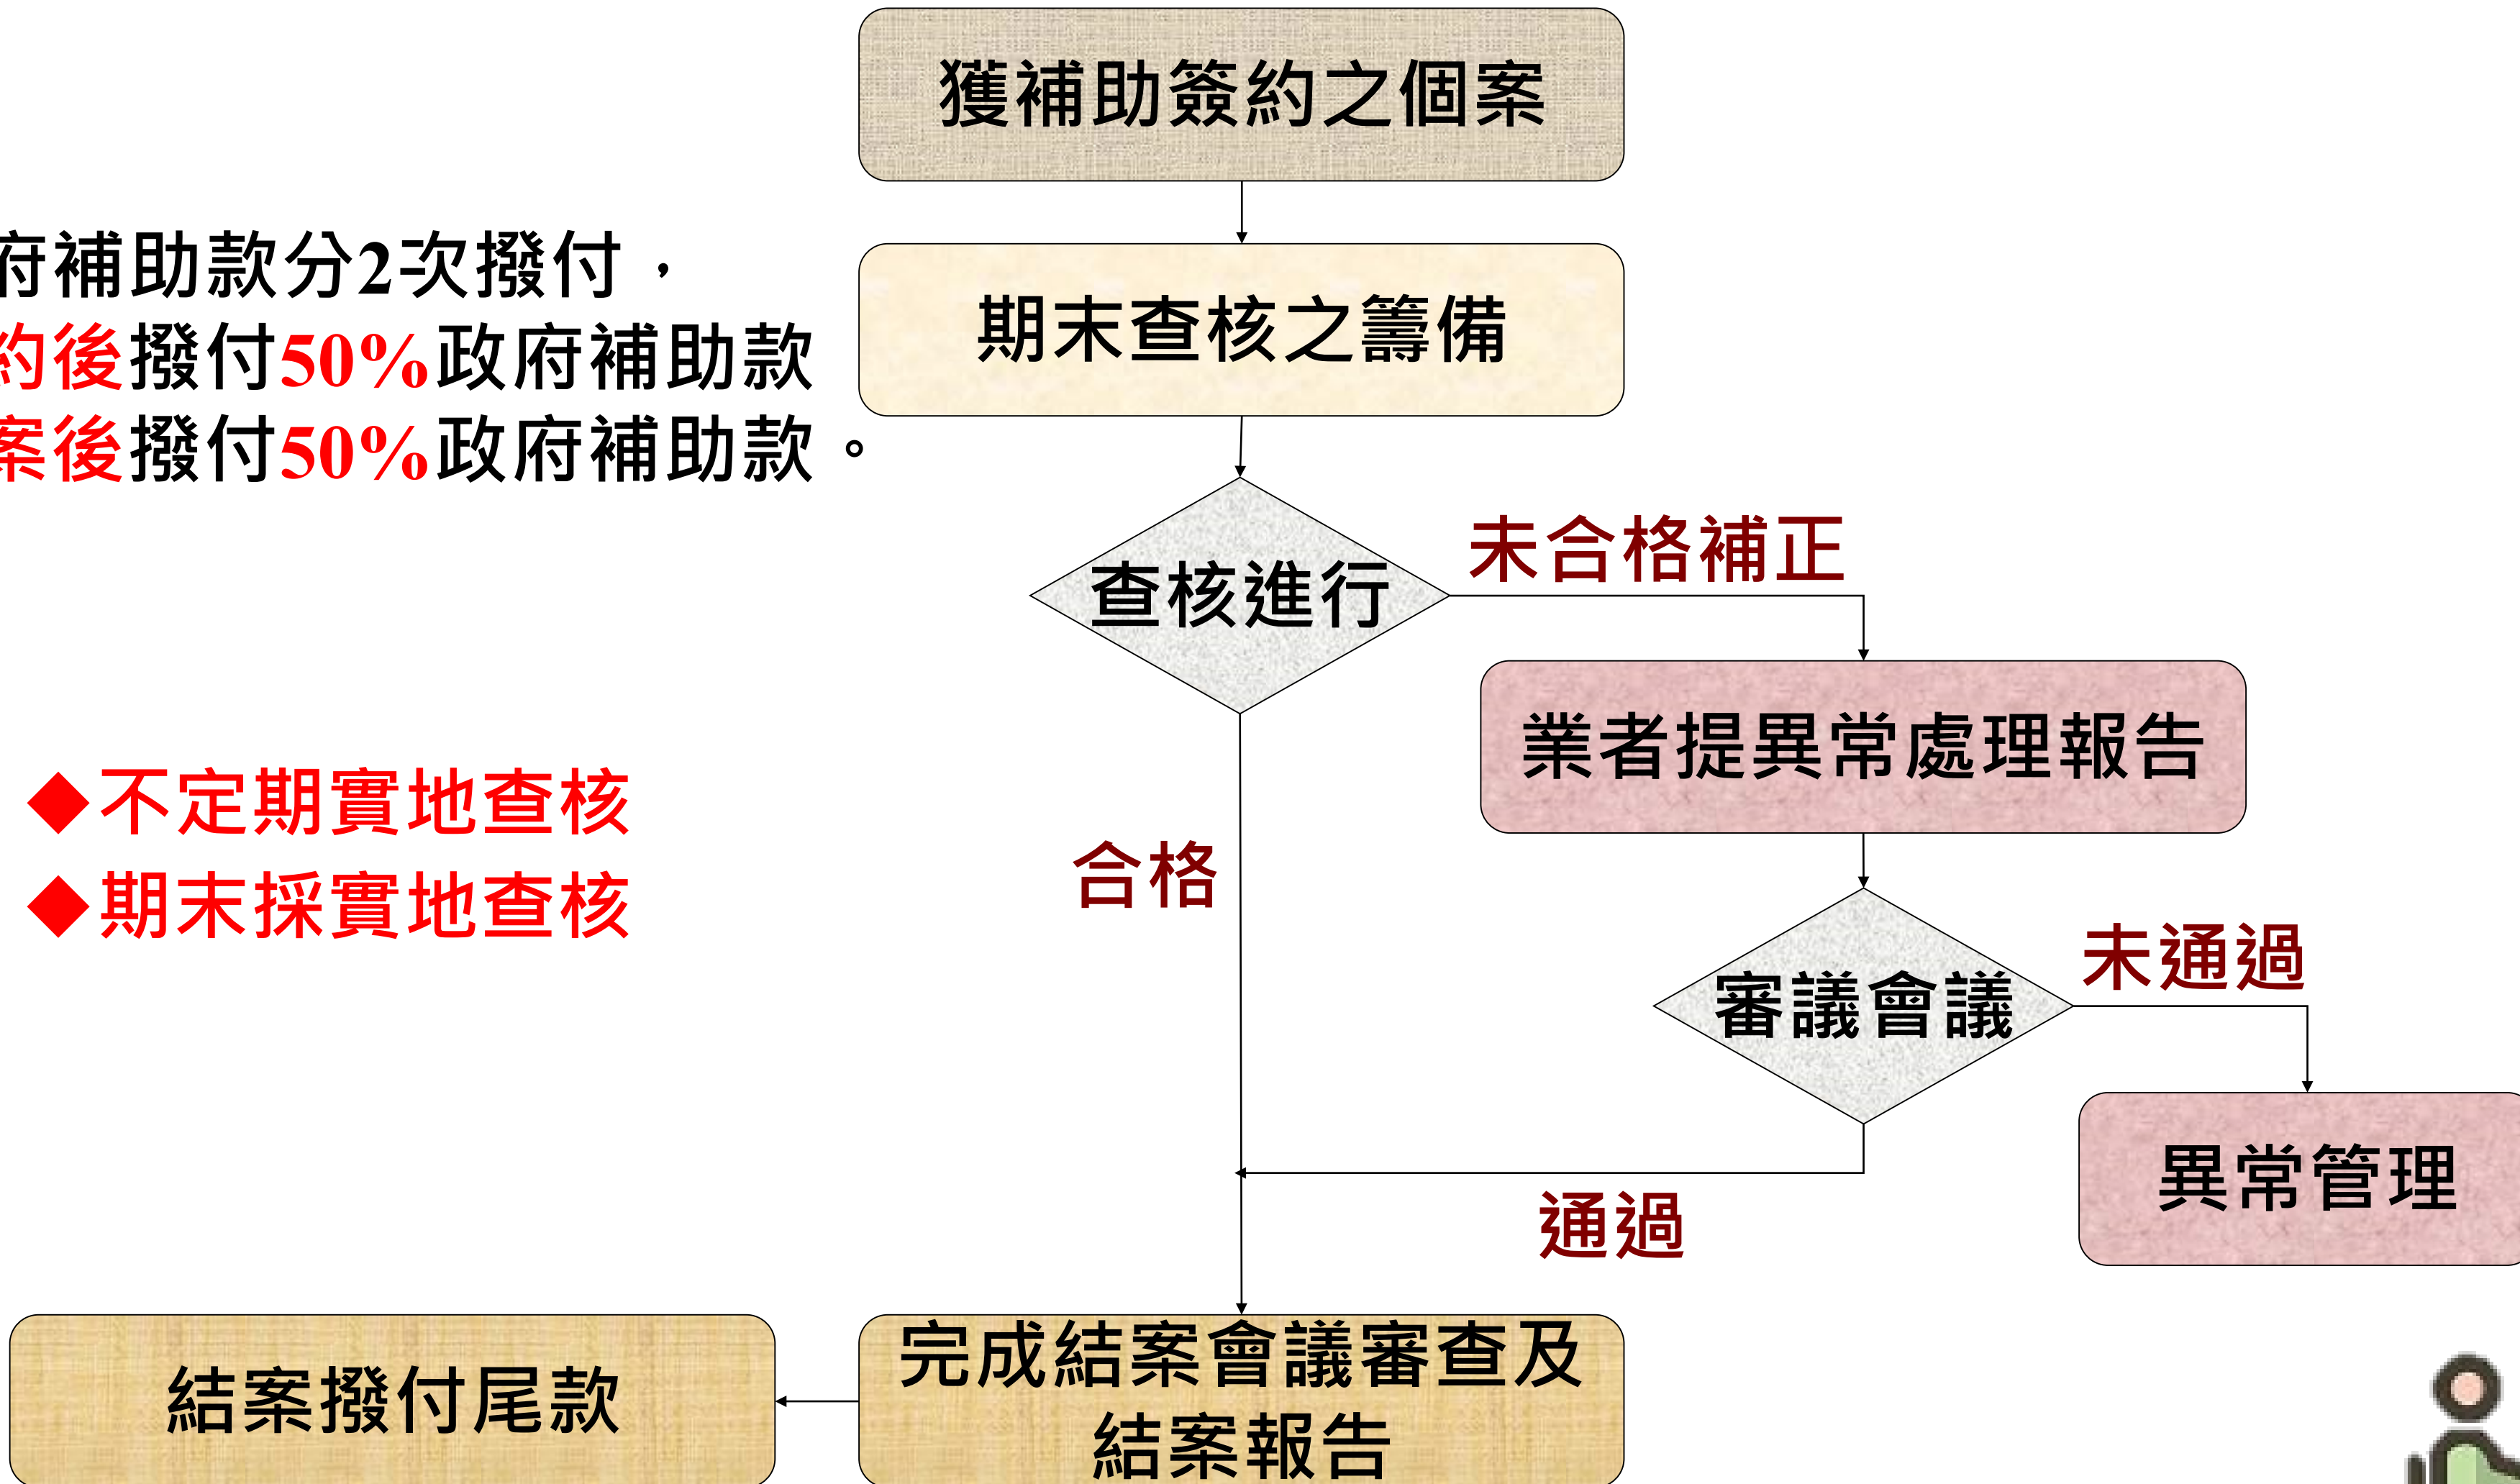 獲補助簽約之個案
府補助款分2次撥付，
約後撥付50%政府補助款
案後撥付50%政府補助款。
期末查核之籌備
查核進行
未合格補正
業者提異常處理報告
◆不定期實地查核
◆期末採實地查核
合格
審議會議
未通過
異常管理
通過
完成結案會議審查及
結案報告
結案撥付尾款